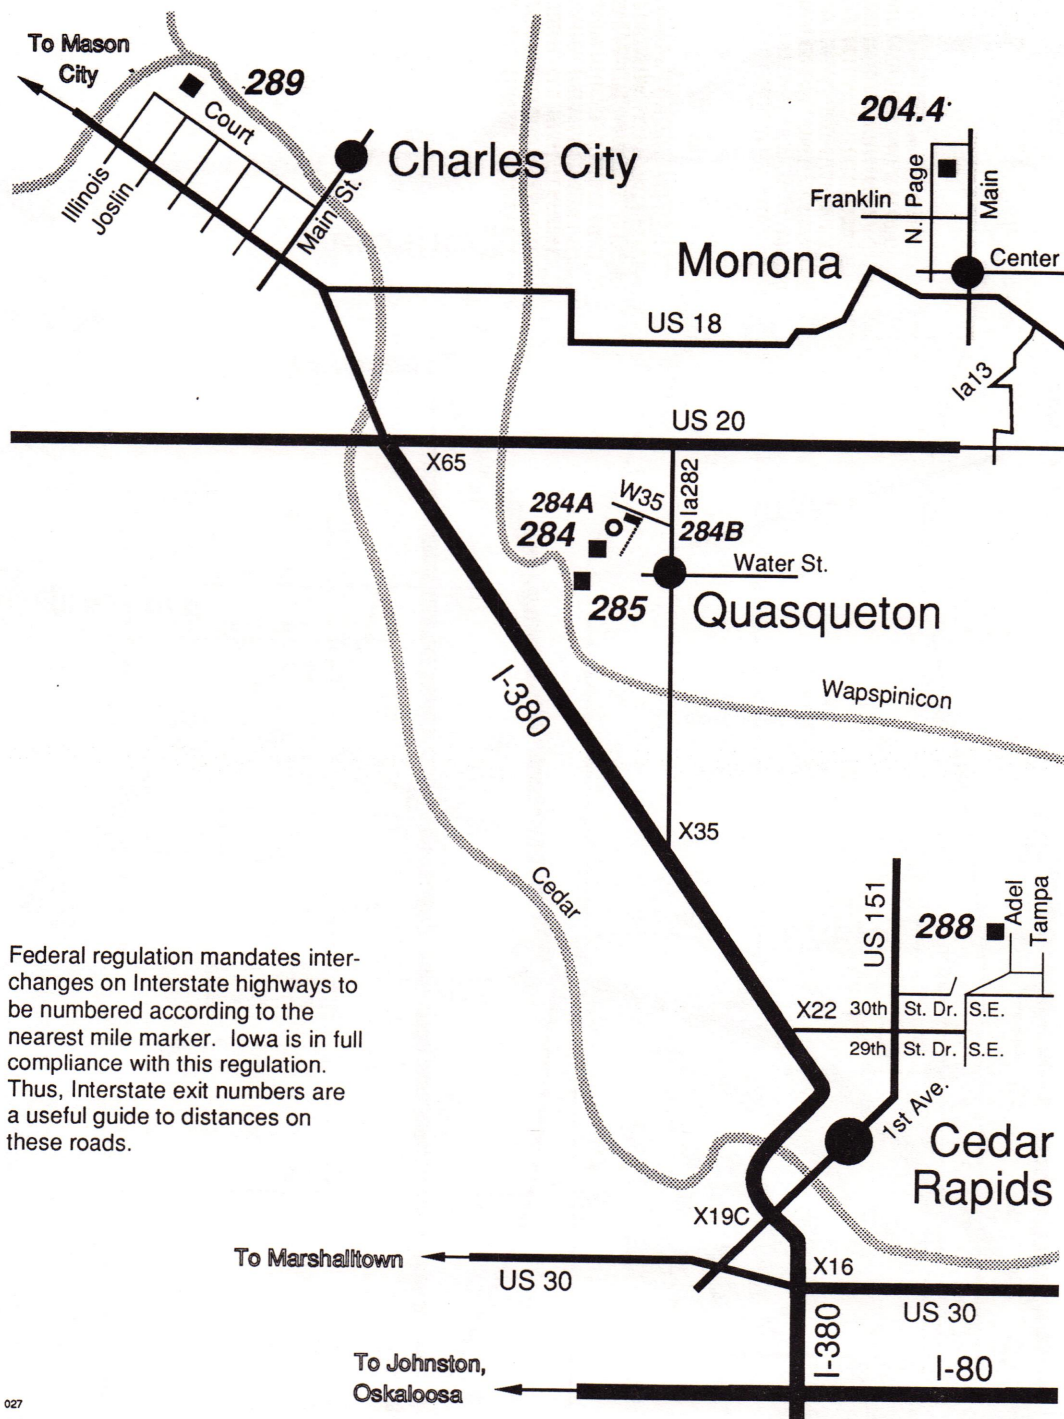 To Mason
City
289
Court
Charles City
Illinois
Joslin
Main St.
204.4
Franklin
N. Page
Main
Center
Monona
US 18
Ia13
US 20
X65
284A
W35
Ia282
284
284B
Water St.
285
Quasqueton
I-380
Wapspinicon
X35
Cedar
US 151
288
Adel
Tampa
X22
30th St. Dr. S.E.
29th St. Dr. S.E.
1st Ave.
Federal regulation mandates inter-
changes on Interstate highways to
be numbered according to the
nearest mile marker. Iowa is in full
compliance with this regulation.
Thus, Interstate exit numbers are
a useful guide to distances on
these roads.
Cedar
Rapids
X19C
To Marshalltown
US 30
X16
US 30
I-380
To Johnston,
Oskaloosa
I-80
027